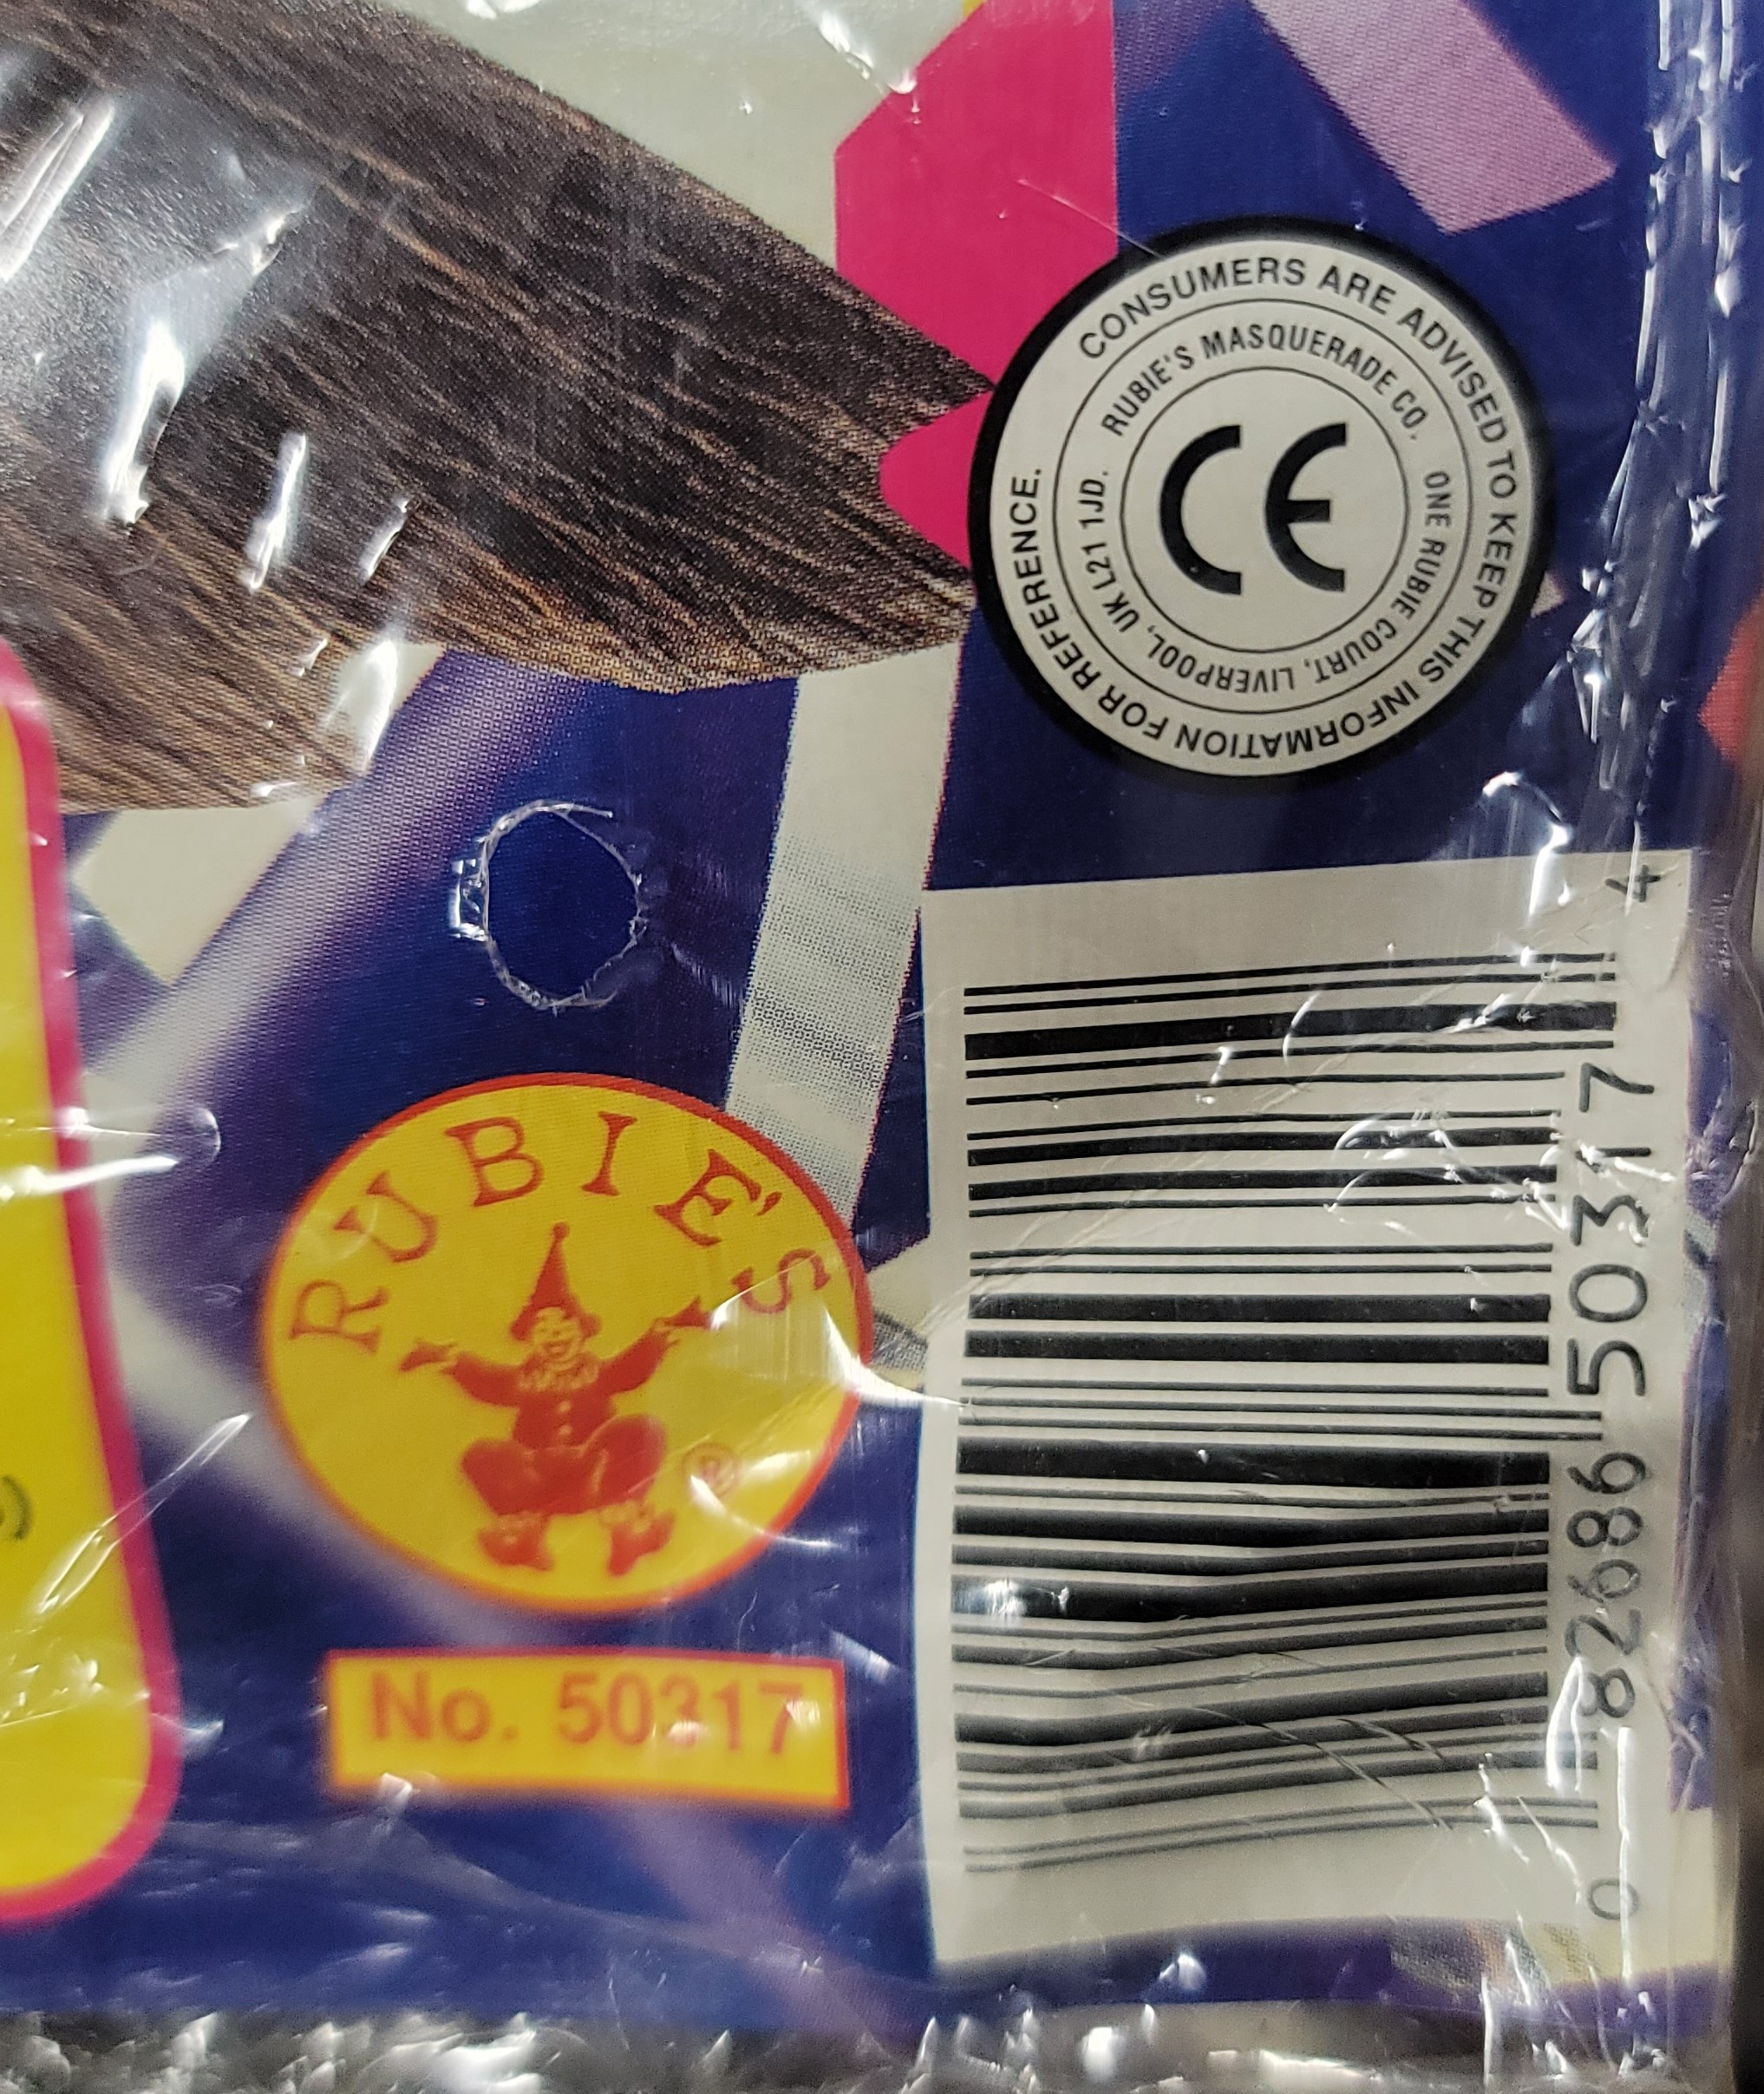 CONSUMERS ARE ADVISED TO KEEP THIS INFORMATION FOR REFERENCE.
RUBIE'S MASQUERADE CO. ONE RUBIE COURT, LIVERPOOL, UK L21 1JD.
CE
RUBIE'S
®
No. 50317
0 82686 50317 4